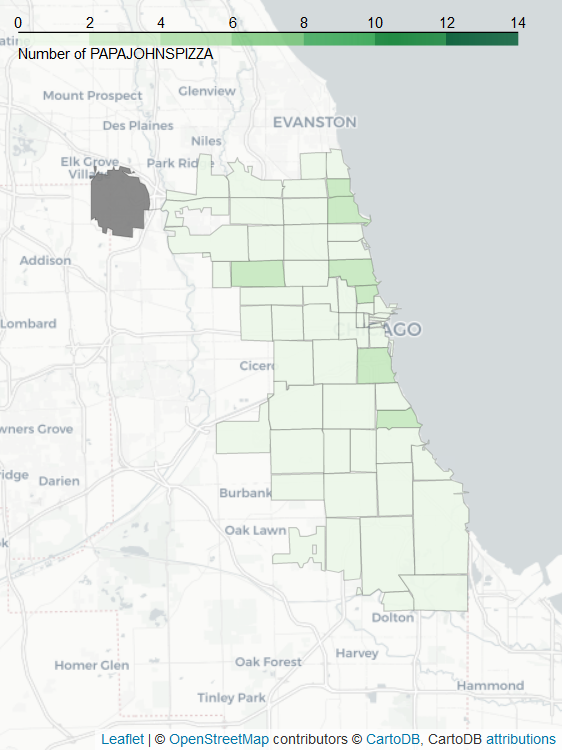 0 2 4 6 8 10 12 14
Number of PAPAJOHNSPIZZA
Mount Prospect
Glenview
Des Plaines
EVANSTON
Niles
Elk Grove
Park Ridge
Village
Addison
Lombard
CHICAGO
Cicero
wners Grove
Darien
Burbank
Oak Lawn
Dolton
Harvey
Homer Glen
Oak Forest
Hammond
Tinley Park
Leaflet | © OpenStreetMap contributors © CartoDB, CartoDB attributions